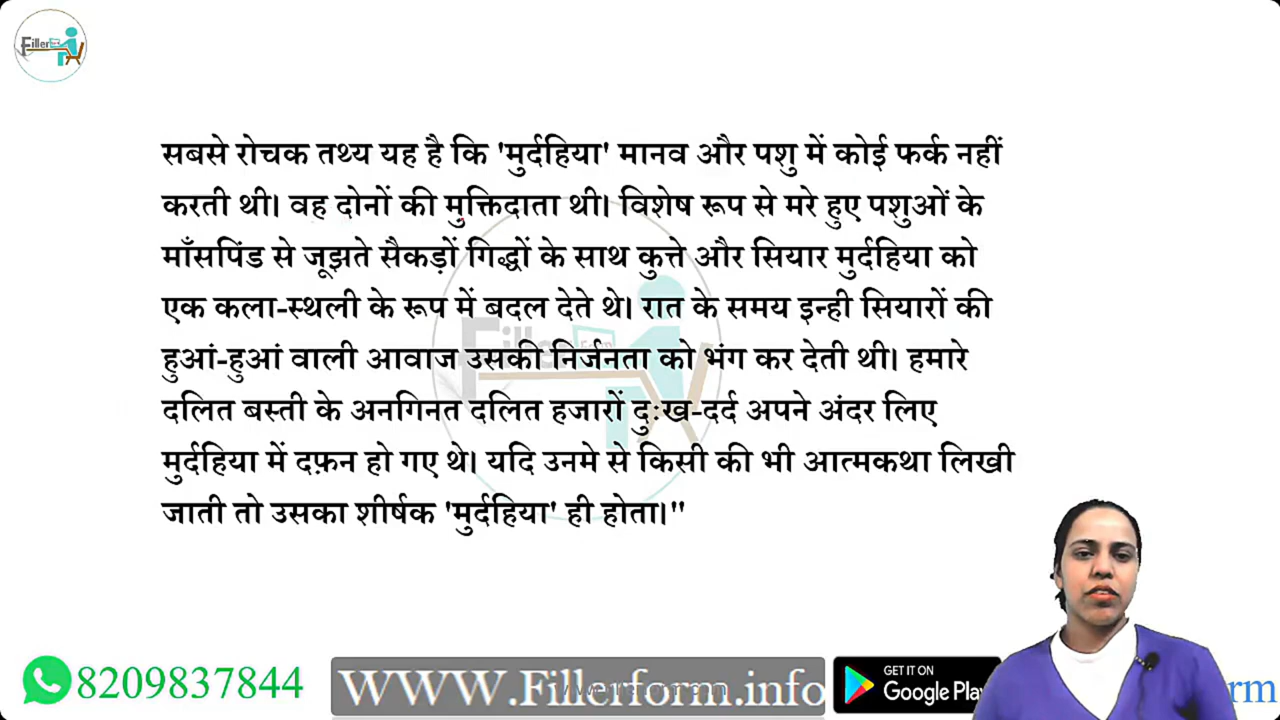 Filler
सबसे रोचक तथ्य यह है कि 'मुर्दहिया' मानव और पशु में कोई फर्क नहीं
करती थी। वह दोनों की मुक्तिदाता थी। विशेष रूप से मरे हुए पशुओं के
माँसपिंड से जूझते सैकड़ों गिद्धों के साथ कुत्ते और सियार मुर्दहिया को
एक कला-स्थली के रूप में बदल देते थे। रात के समय इन्ही सियारों की
हुआं-हुआं वाली आवाज उसकी निर्जनता को भंग कर देती थी। हमारे
दलित बस्ती के अनगिनत दलित हजारों दुःख-दर्द अपने अंदर लिए
मुर्दहिया में दफ़न हो गए थे। यदि उनमे से किसी की भी आत्मकथा लिखी
जाती तो उसका शीर्षक 'मुर्दहिया' ही होता।"
8209837844
WWW.Fillerform.info
GET IT ON
Google Play